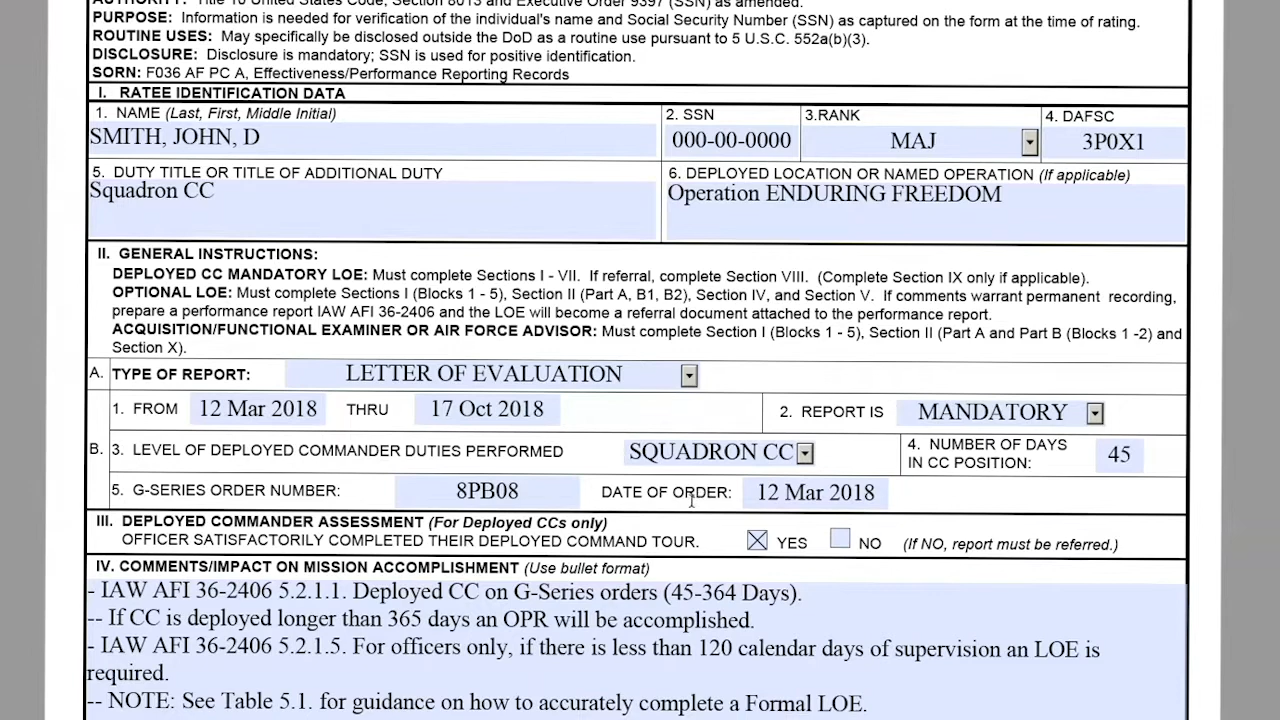 AUTHORITY: Title 10 United States Code, Section 8013 and Executive Order 9397 (SSN) as amended.
PURPOSE: Information is needed for verification of the individual's name and Social Security Number (SSN) as captured on the form at the time of rating.
ROUTINE USES: May specifically be disclosed outside the DoD as a routine use pursuant to 5 U.S.C. 552a(b)(3).
DISCLOSURE: Disclosure is mandatory; SSN is used for positive identification.
SORN: F036 AF PC A, Effectiveness/Performance Reporting Records
I. RATEE IDENTIFICATION DATA
1. NAME (Last, First, Middle Initial) 2. SSN 3.RANK 4. DAFSC
SMITH, JOHN, D 000-00-0000 MAJ 3P0X1
5. DUTY TITLE OR TITLE OF ADDITIONAL DUTY 6. DEPLOYED LOCATION OR NAMED OPERATION (If applicable)
Squadron CC Operation ENDURING FREEDOM
II. GENERAL INSTRUCTIONS:
DEPLOYED CC MANDATORY LOE: Must complete Sections I - VII. If referral, complete Section VIII. (Complete Section IX only if applicable).
OPTIONAL LOE: Must complete Sections I (Blocks 1 - 5), Section II (Part A, B1, B2), Section IV, and Section V. If comments warrant permanent recording,
prepare a performance report IAW AFI 36-2406 and the LOE will become a referral document attached to the performance report.
ACQUISITION/FUNCTIONAL EXAMINER OR AIR FORCE ADVISOR: Must complete Section I (Blocks 1 - 5), Section II (Part A and Part B (Blocks 1 -2) and
Section X).
A. TYPE OF REPORT: LETTER OF EVALUATION
1. FROM 12 Mar 2018 THRU 17 Oct 2018 2. REPORT IS MANDATORY
B. 3. LEVEL OF DEPLOYED COMMANDER DUTIES PERFORMED SQUADRON CC 4. NUMBER OF DAYS
IN CC POSITION: 45
5. G-SERIES ORDER NUMBER: 8PB08 DATE OF ORDER: 12 Mar 2018
III. DEPLOYED COMMANDER ASSESSMENT (For Deployed CCs only)
OFFICER SATISFACTORILY COMPLETED THEIR DEPLOYED COMMAND TOUR. YES NO (If NO, report must be referred.)
IV. COMMENTS/IMPACT ON MISSION ACCOMPLISHMENT (Use bullet format)
- IAW AFI 36-2406 5.2.1.1. Deployed CC on G-Series orders (45-364 Days).
-- If CC is deployed longer than 365 days an OPR will be accomplished.
- IAW AFI 36-2406 5.2.1.5. For officers only, if there is less than 120 calendar days of supervision an LOE is
required.
-- NOTE: See Table 5.1. for guidance on how to accurately complete a Formal LOE.